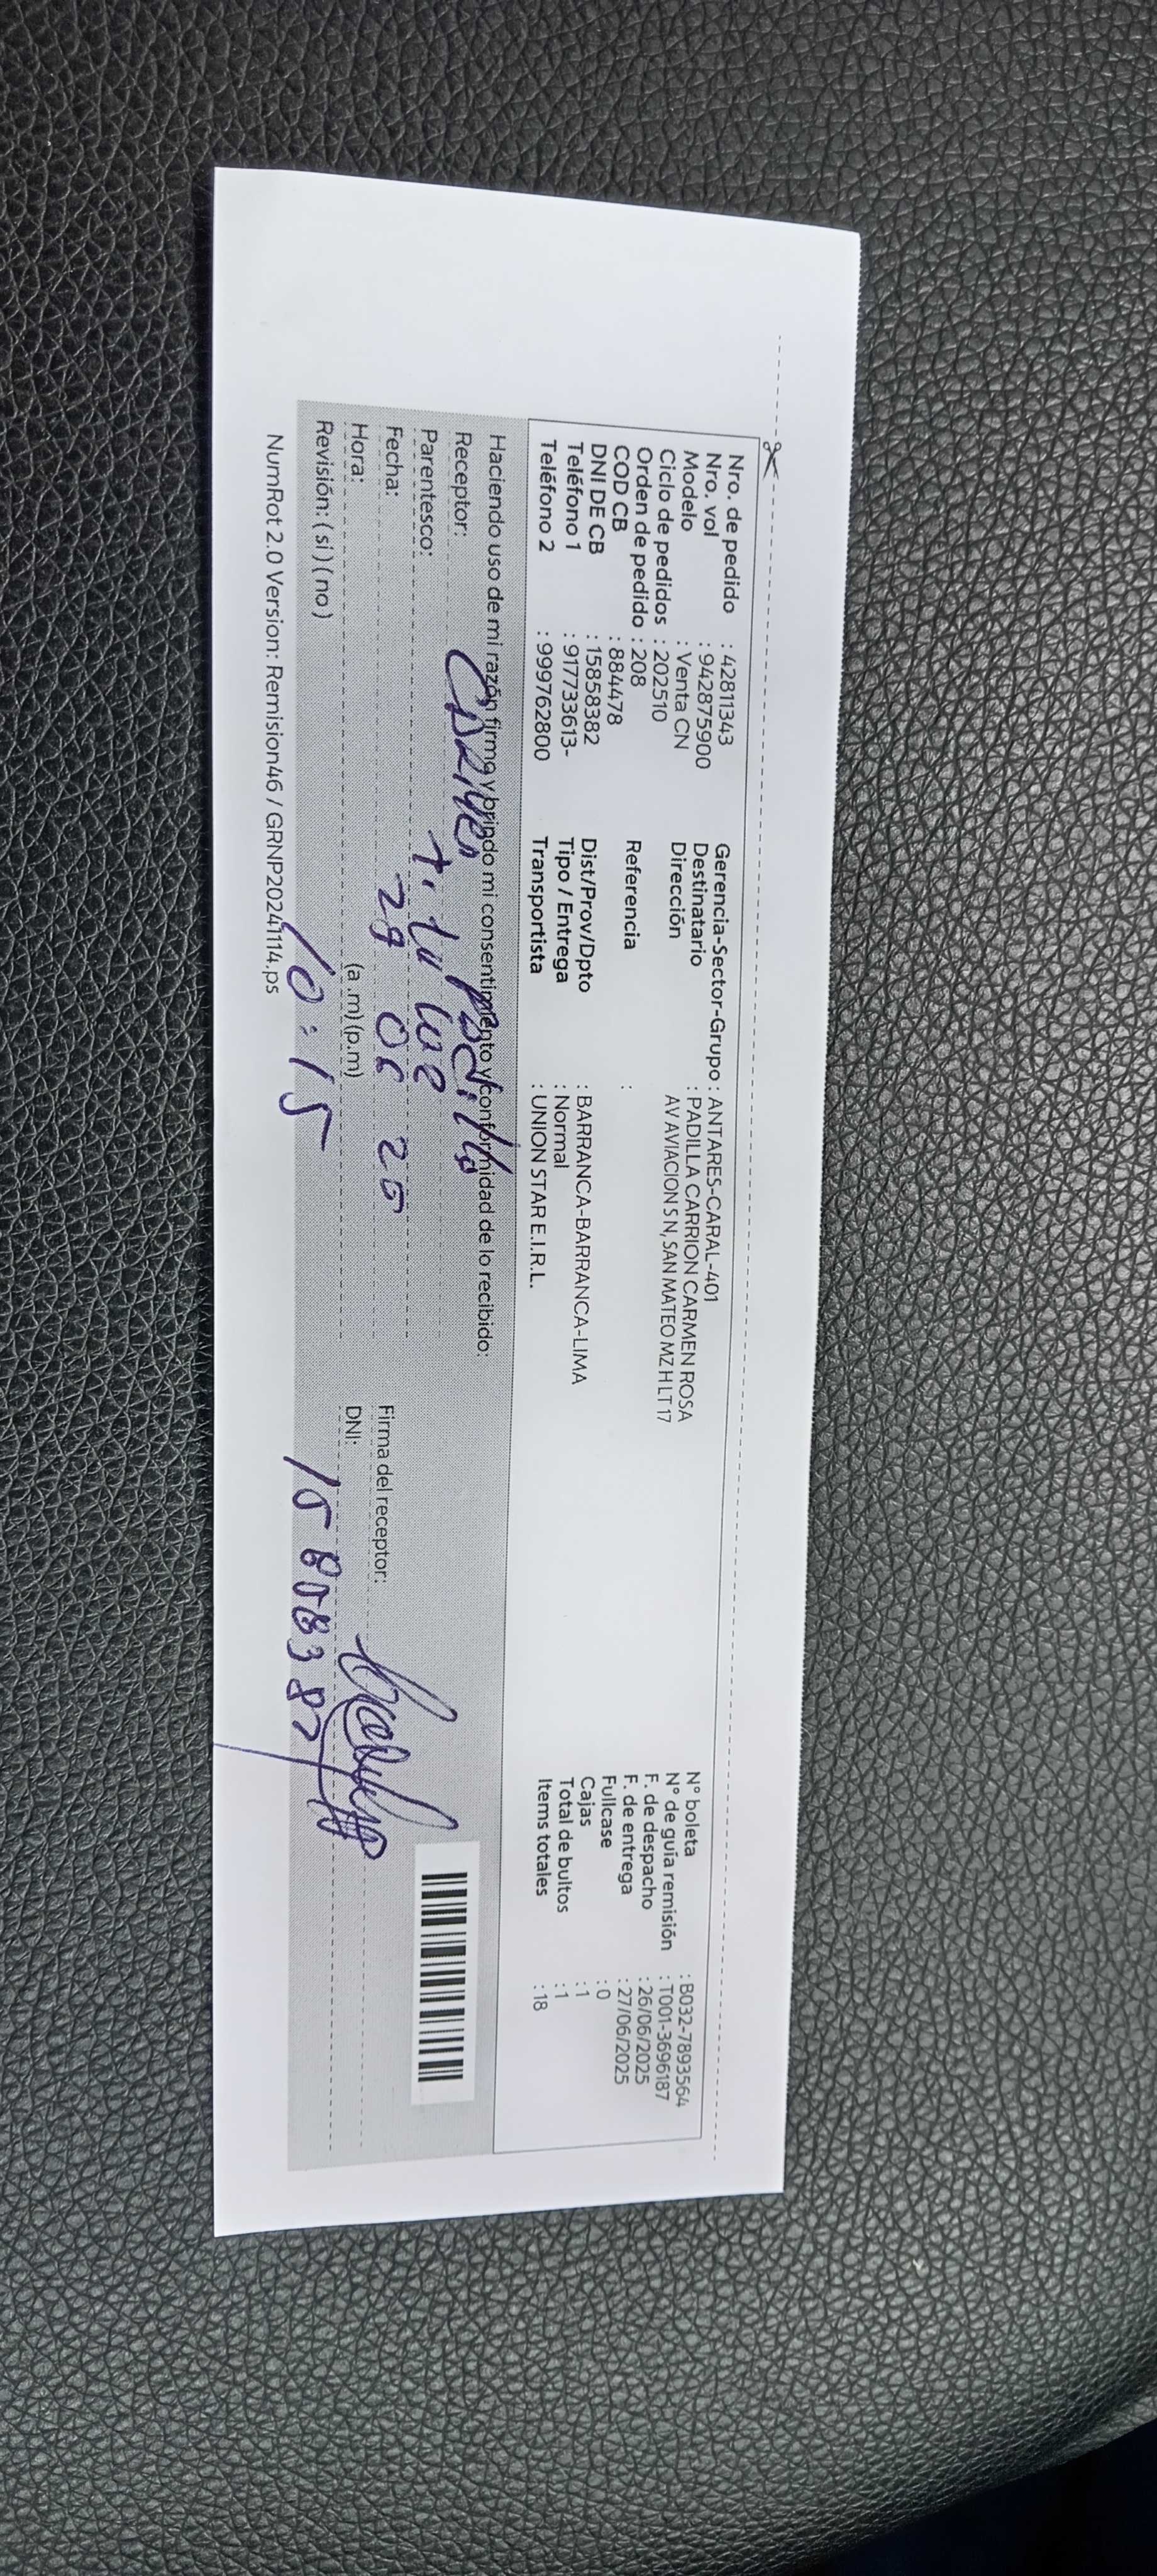 Nro. de pedido : 42811343
Nro. vol : 942875900
Modelo : Venta CN
Ciclo de pedidos : 202510
Orden de pedido : 208
COD CB : 884478
DNI DE CB : 15858382
Teléfono 1 : 917733613-
Teléfono 2 : 999762800
Gerencia-Sector-Grupo : ANTARES-CARAL-401
Destinatario : PADILLA CARRION CARMEN ROSA
Dirección AV AVIACION S N, SAN MATEO MZ H LT 17
Referencia :
Dist/Prov/Dpto : BARRANCA-BARRANCA-LIMA
Tipo / Entrega : Normal
Transportista : UNION STAR E.I.R.L.
N° boleta : B032-7893564
N° de guía remisión : T001-3696187
F. de despacho : 26/06/2025
F. de entrega : 27/06/2025
Fullcase : 0
Cajas : 1
Total de bultos : 1
Items totales : 18
Haciendo uso de mi razón firmo y brindo mi consentimiento y conformidad de lo recibido:
Receptor: Carmen Padilla
Parentesco:
Fecha: 06 25
Hora: 10:15 (a.m) (p.m)
Revisión: ( si ) ( no )
Firma del receptor:
DNI: 15858382
NumRot 2.0 Version: Remision46 / GRNP20241114.ps